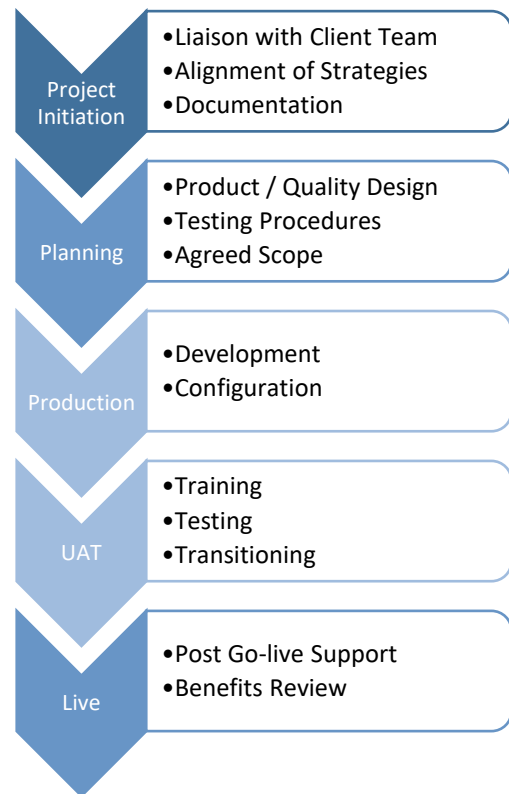 Project
Initiation
•Liaison with Client Team
•Alignment of Strategies
•Documentation
Planning
•Product / Quality Design
•Testing Procedures
•Agreed Scope
Production
•Development
•Configuration
UAT
•Training
•Testing
•Transitioning
Live
•Post Go-live Support
•Benefits Review